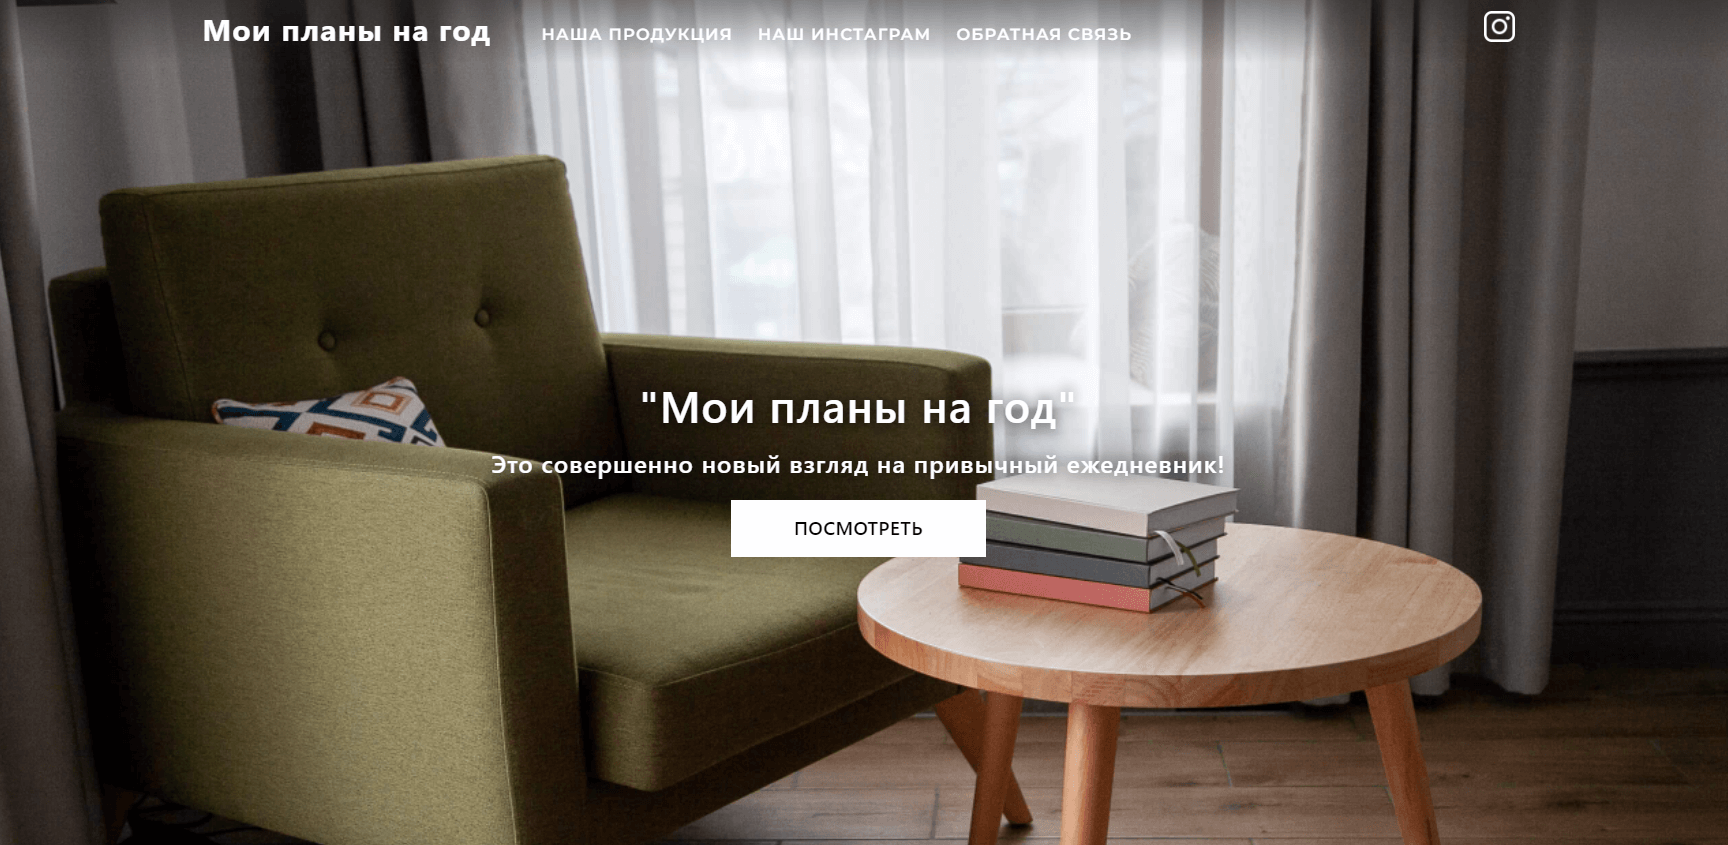 Мои планы на год
НАША ПРОДУКЦИЯ НАШ ИНСТАГРАМ ОБРАТНАЯ СВЯЗЬ
"Мои планы на год"
Это совершенно новый взгляд на привычный ежедневник!
ПОСМОТРЕТЬ